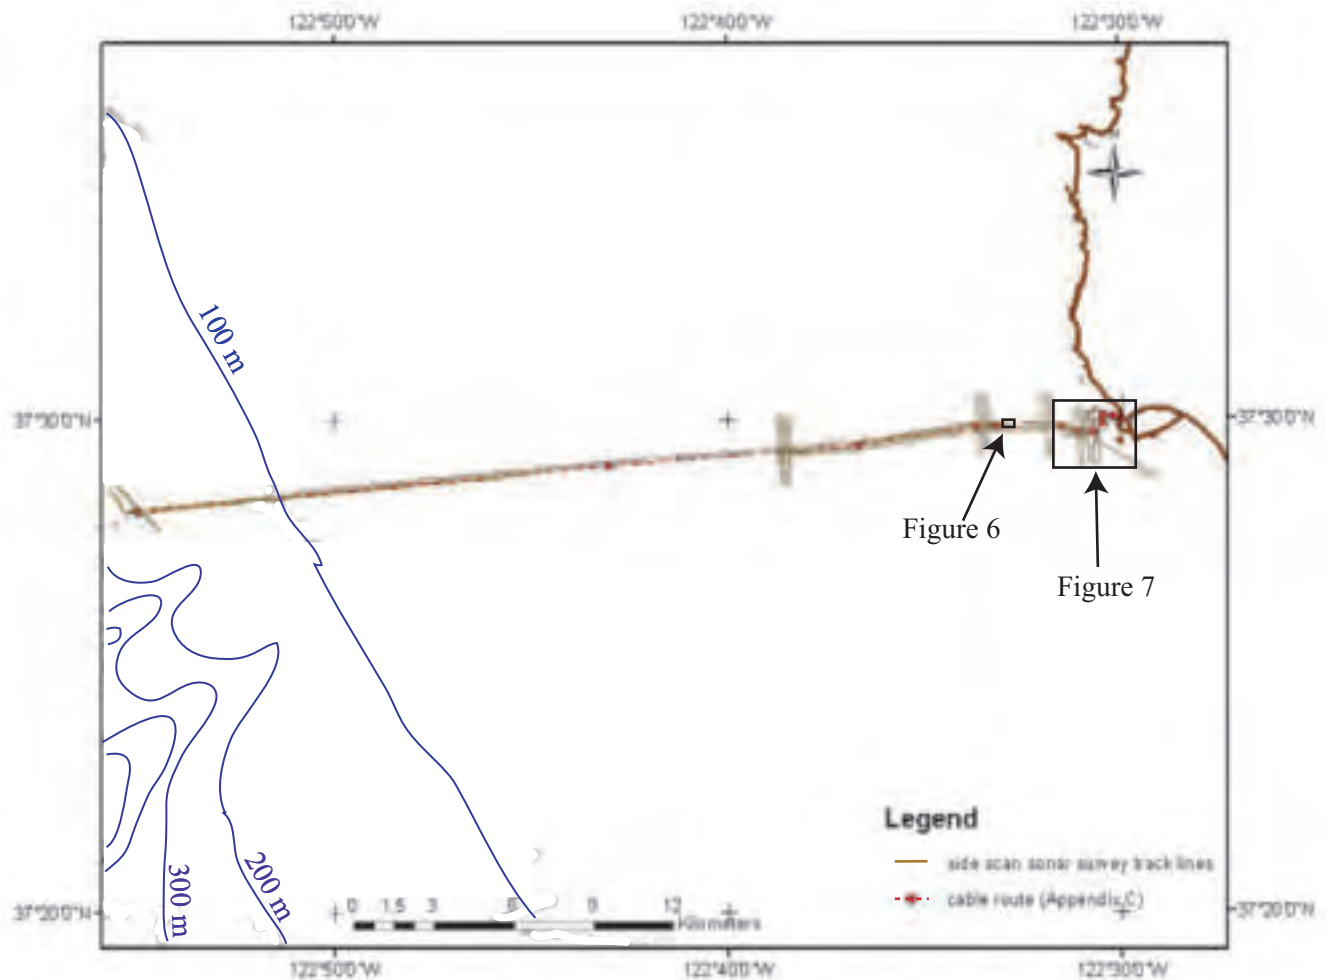 122°50'0"W 122°40'0"W 122°30'0"W
100 m
37°30'0"N 37°30'0"N
Figure 6
Figure 7
Legend
side scan sonar survey track lines
cable route (Appendix C)
300 m
200 m
0 1.5 3 6 9 12
Kilometers
37°20'0"N 37°20'0"N
122°50'0"W 122°40'0"W 122°30'0"W